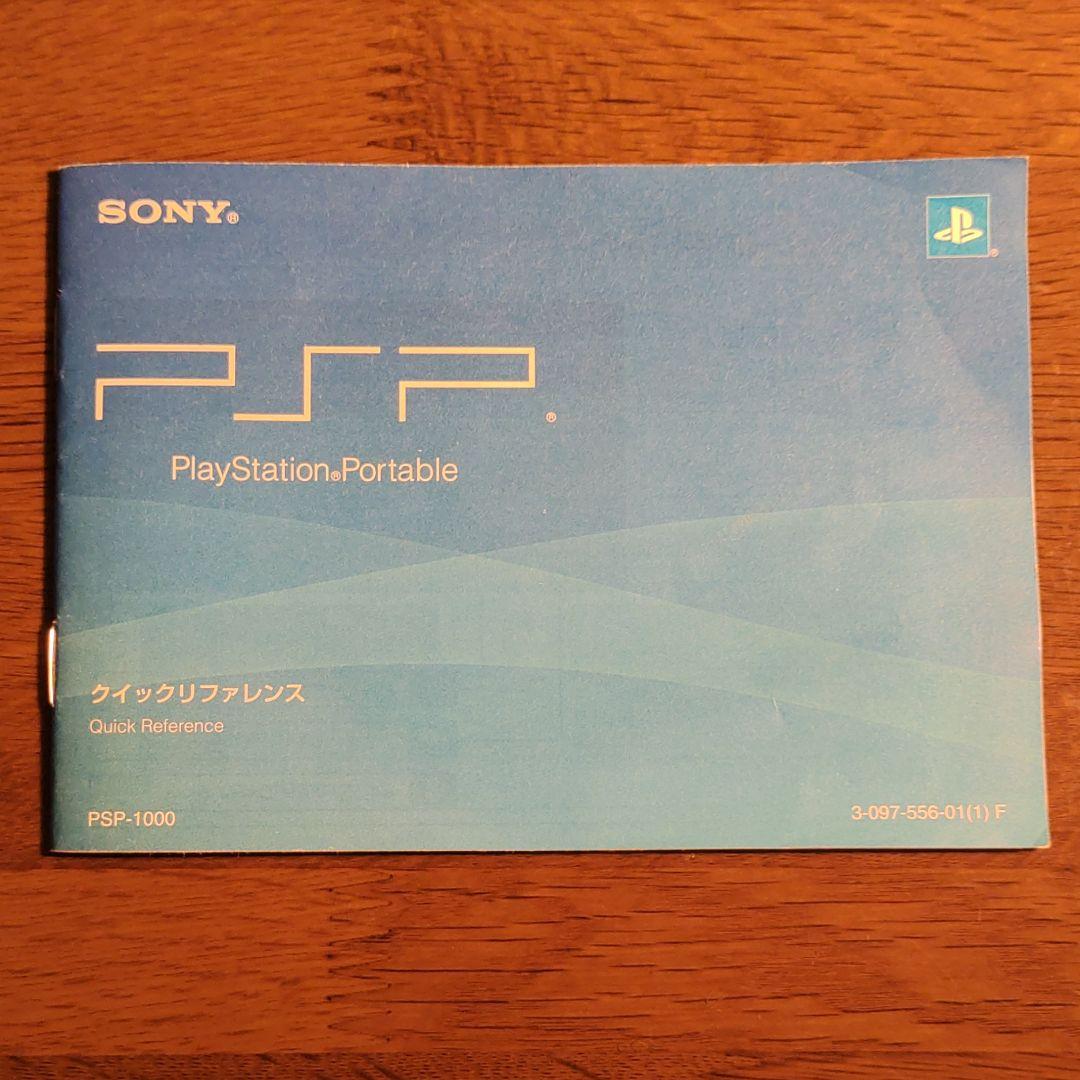 SONY®
PSP®
PlayStation®Portable
クイックリファレンス
Quick Reference
PSP-1000
3-097-556-01(1) F